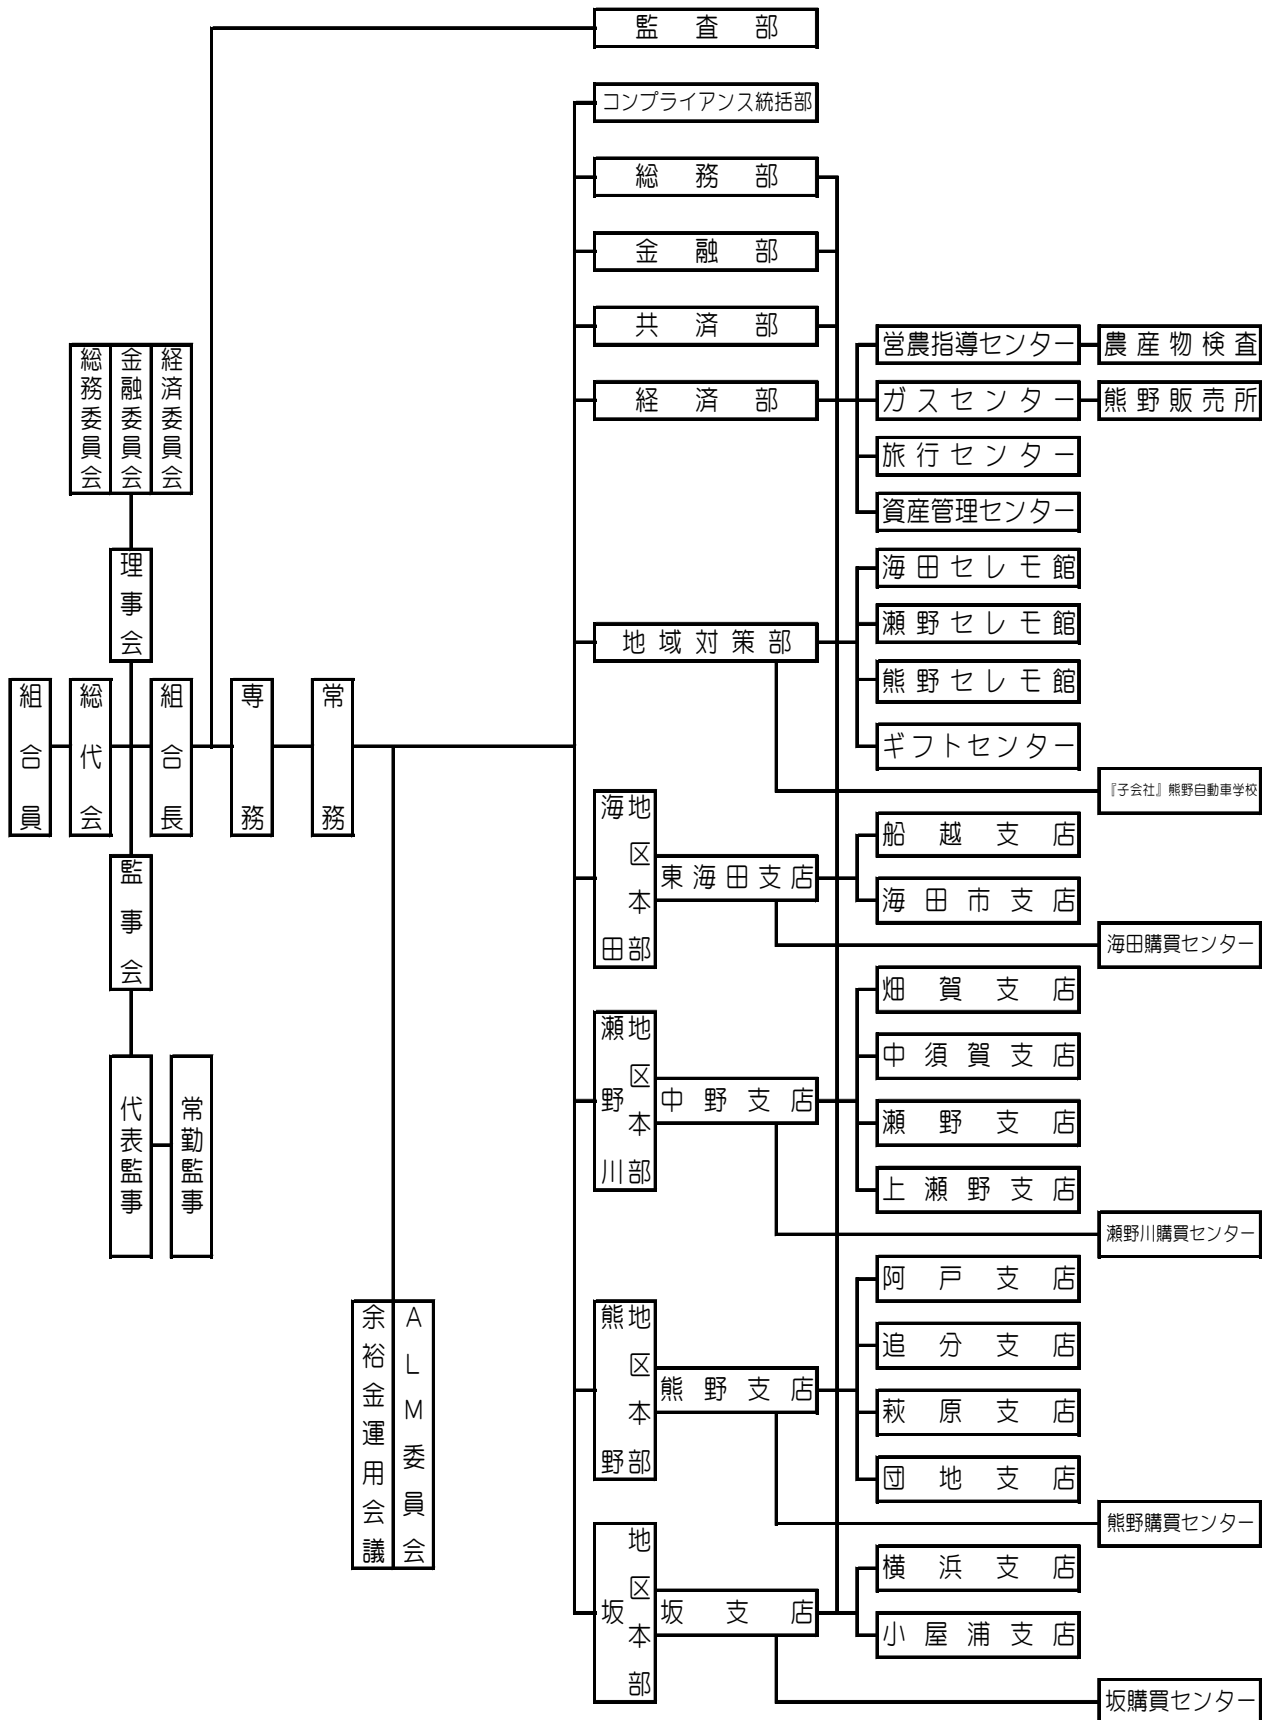 監査部
コンプライアンス統括部
総務部
金融部
共済部
経済部
営農指導センター
農産物検査
ガスセンター
熊野販売所
旅行センター
資産管理センター
地域対策部
海田セレモ館
瀬野セレモ館
熊野セレモ館
ギフトセンター
『子会社』熊野自動車学校
総務委員会
金融委員会
経済委員会
理事会
組合員
総代会
組合長
専務
常務
監事会
代表監事
常勤監事
余裕金運用会議
ALM委員会
海田
地区本部
東海田支店
船越支店
海田市支店
海田購買センター
瀬野川
地区本部
中野支店
畑賀支店
中須賀支店
瀬野支店
上瀬野支店
瀬野川購買センター
熊野
地区本部
熊野支店
阿戸支店
追分支店
萩原支店
団地支店
熊野購買センター
坂
地区本部
坂支店
横浜支店
小屋浦支店
坂購買センター